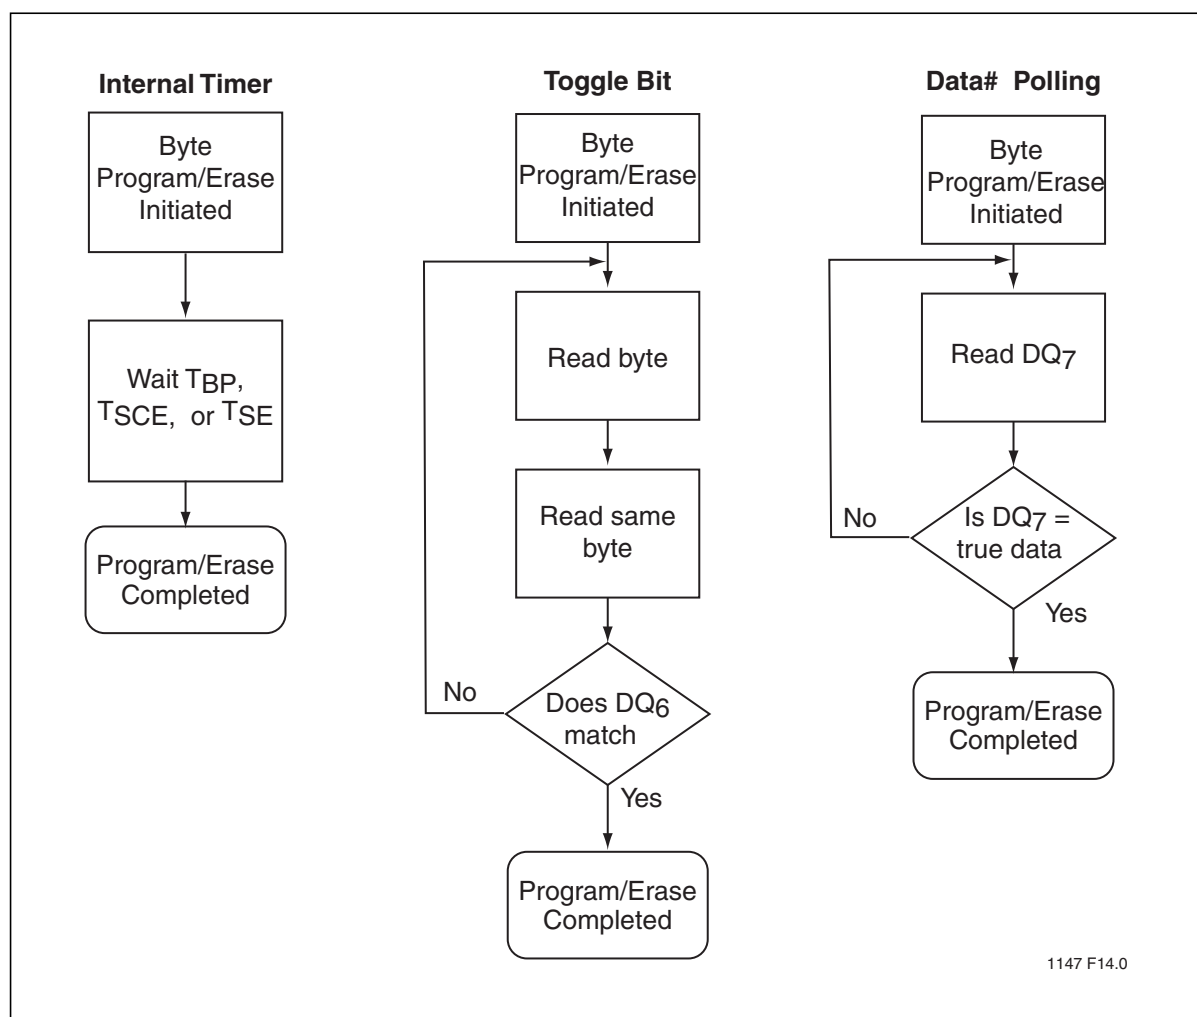 Internal Timer
Byte
Program/Erase
Initiated
Wait TBP,
TSCE, or TSE
Program/Erase
Completed
Toggle Bit
Byte
Program/Erase
Initiated
Read byte
Read same
byte
Does DQ6
match
No
Yes
Program/Erase
Completed
Data# Polling
Byte
Program/Erase
Initiated
Read DQ7
Is DQ7 =
true data
No
Yes
Program/Erase
Completed
1147 F14.0